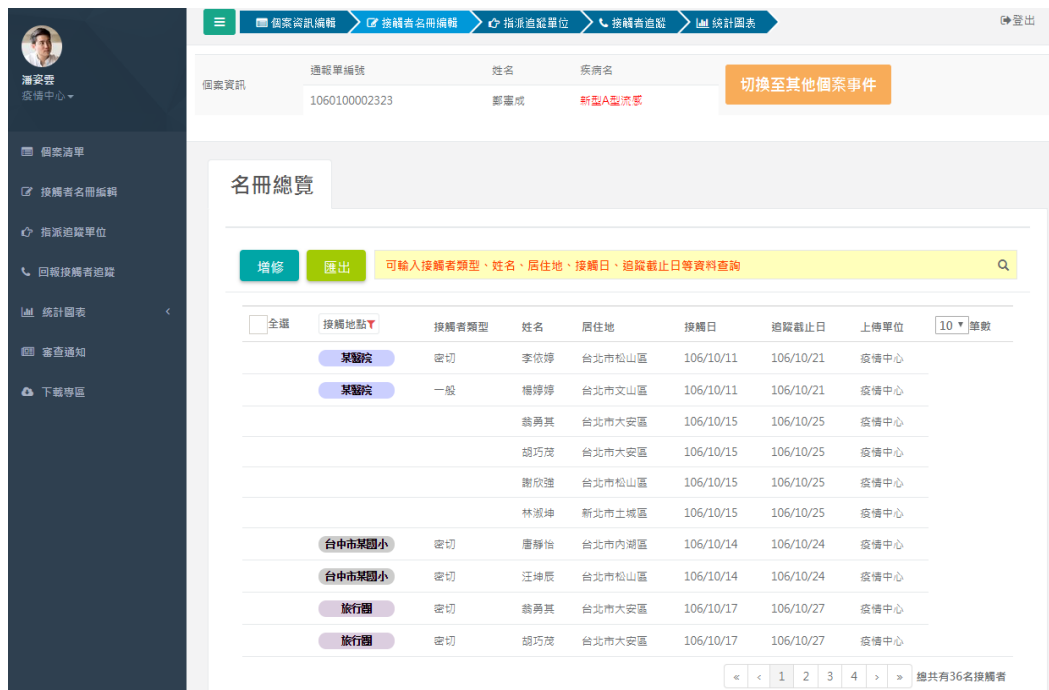 個案資訊編輯 接觸者名冊編輯 指派追蹤單位 接觸者追蹤 統計圖表 登出
潘姿雲
疫情中心
個案資訊 通報單編號 姓名 疾病名
1060100002323 鄭憲成 新型A型流感
切換至其他個案事件
個案清單
接觸者名冊編輯
指派追蹤單位
回報接觸者追蹤
統計圖表
審查通知
下載專區
名冊總覽
增修 匯出 可輸入接觸者類型、姓名、居住地、接觸日、追蹤截止日等資料查詢
全選 接觸地點 接觸者類型 姓名 居住地 接觸日 追蹤截止日 上傳單位 10 筆數
某醫院 密切 李依婷 台北市松山區 106/10/11 106/10/21 疫情中心
某醫院 一般 楊婷婷 台北市文山區 106/10/11 106/10/21 疫情中心
翁勇其 台北市大安區 106/10/15 106/10/25 疫情中心
胡巧茂 台北市大安區 106/10/15 106/10/25 疫情中心
謝欣強 台北市松山區 106/10/15 106/10/25 疫情中心
林淑坤 新北市土城區 106/10/15 106/10/25 疫情中心
台中市某國小 密切 唐靜怡 台北市內湖區 106/10/14 106/10/24 疫情中心
台中市某國小 密切 汪坤辰 台北市松山區 106/10/14 106/10/24 疫情中心
旅行團 密切 翁勇其 台北市大安區 106/10/17 106/10/27 疫情中心
旅行團 密切 胡巧茂 台北市大安區 106/10/17 106/10/27 疫情中心
« ‹ 1 2 3 4 › » 總共有36名接觸者